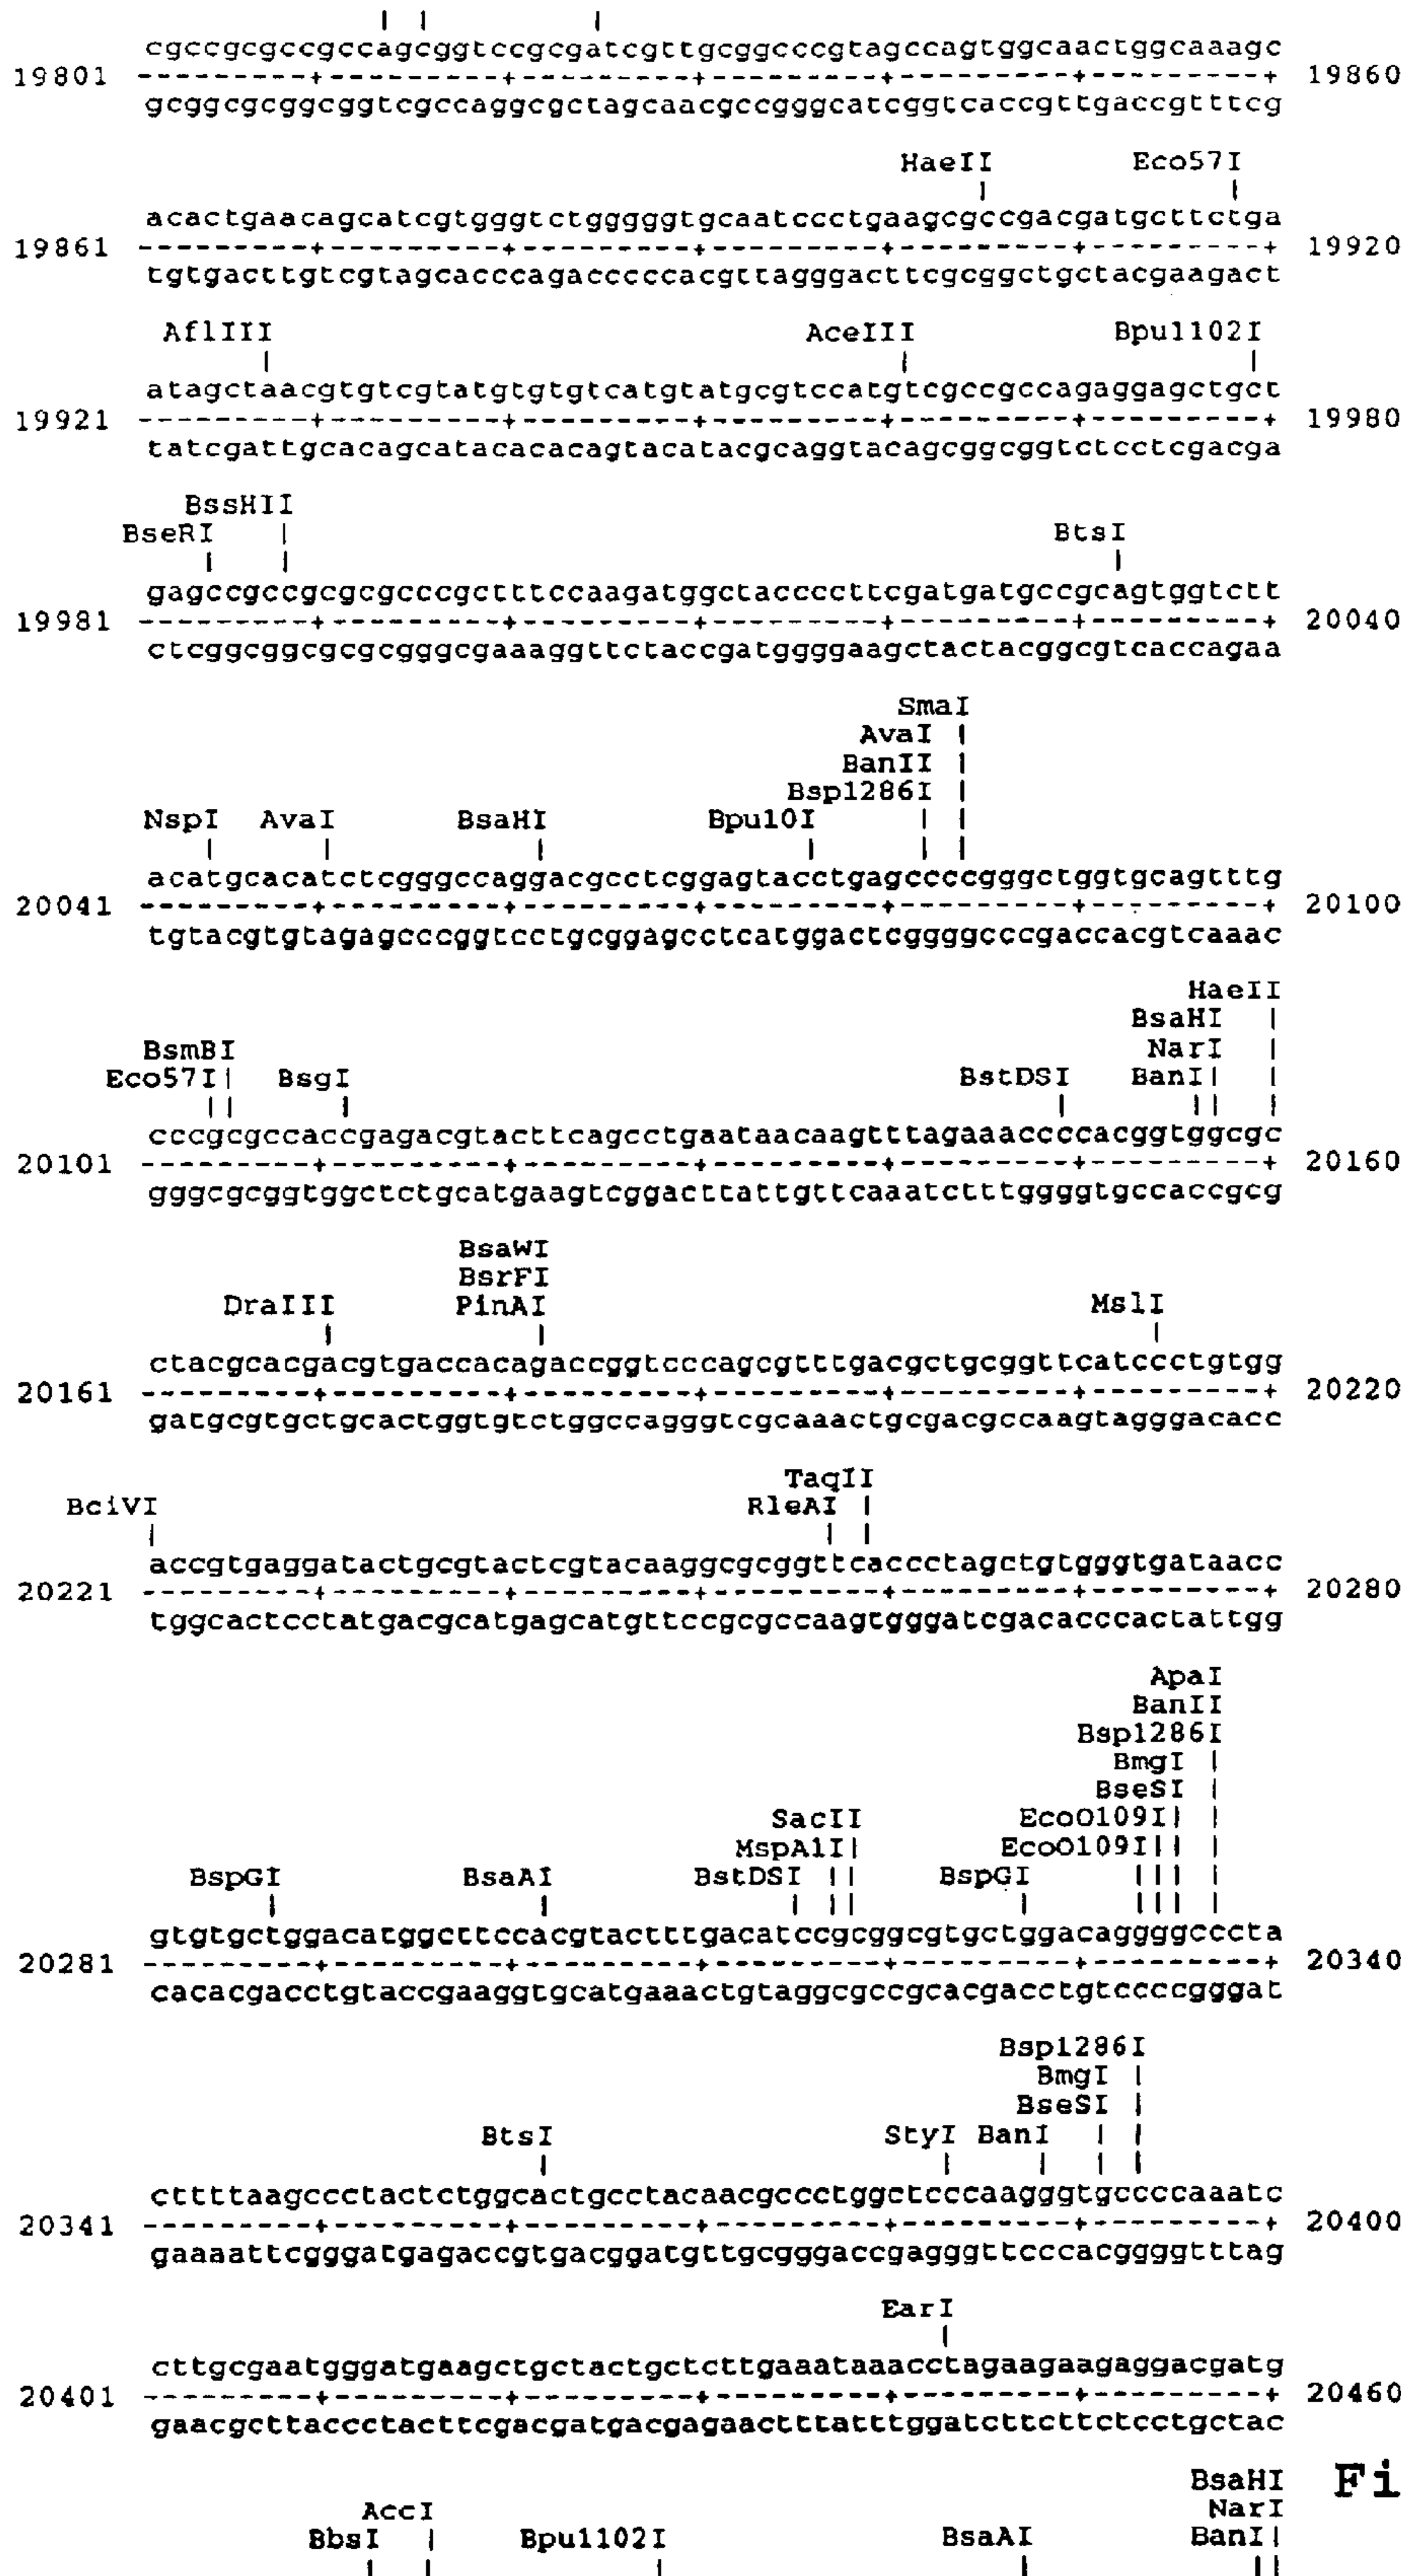 cgccgcgccgccagcggtccgcgatcgttgcggcccgtagccagtggcaactggcaaagc
19801 ---------+---------+---------+---------+---------+---------+ 19860
gcggcgcggcggtcgccaggcgctagcaacgccgggcatcggtcaccgttgaccgtttcg
HaeII Eco57I
acactgaacagcatcgtgggtctgggggtgcaatccctgaagcgccgacgatgcttctga
19861 ---------+---------+---------+---------+---------+---------+ 19920
tgtgacttgtcgtagcacccagacccccacgttagggacttcgcggctgctacgaagact
AflIII AceIII Bpu1102I
atagctaacgtgtcgtatgtgtgtcatgtatgcgtccatgtcgccgccagaggagctgct
19921 ---------+---------+---------+---------+---------+---------+ 19980
tatcgattgcacagcatacacacagtacatacgcaggtacagcggcggtctcctcgacga
BssHII
BseRI |
BtsI
gagccgccgcgcgcccgctttccaagatggctaccccttcgatgatgccgcagtggtctt
19981 ---------+---------+---------+---------+---------+---------+ 20040
ctcggcggcgcgcgggcgaaaggttctaccgatggggaagctactacggcgtcaccagaa
SmaI
AvaI |
BanII |
Bsp1286I |
NspI AvaI BsaHI Bpu10I | |
acatgcacatctcgggccaggacgcctcggagtacctgagccccgggctggtgcagtttg
20041 ---------+---------+---------+---------+---------+---------+ 20100
tgtacgtgtagagcccggtcctgcggagcctcatggactcggggcccgaccacgtcaaac
HaeII
BsaHI |
BsmBI NarI |
Eco57I| BsgI BstDSI BanI| |
cccgcgccaccgagacgtacttcagcctgaataacaagtttagaaaccccacggtggcgc
20101 ---------+---------+---------+---------+---------+---------+ 20160
gggcgcggtggctctgcatgaagtcggacttattgttcaaatctttggggtgccaccgcg
BsaWI
BsrFI
DraIII PinAI MslI
ctacgcacgacgtgaccacagaccggtcccagcgtttgacgctgcggttcatccctgtgg
20161 ---------+---------+---------+---------+---------+---------+ 20220
gatgcgtgctgcactggtgtctggccagggtcgcaaactgcgacgccaagtagggacacc
TaqII
BciVI RleAI |
accgtgaggatactgcgtactcgtacaaggcgcggttcaccctagctgtgggtgataacc
20221 ---------+---------+---------+---------+---------+---------+ 20280
tggcactcctatgacgcatgagcatgttccgcgccaagtgggatcgacacccactattgg
ApaI
BanII
Bsp1286I
BmgI |
BseSI |
SacII EcoO109I| |
MspA1I| EcoO109I|| |
BspGI BsaAI BstDSI || BspGI ||| |
gtgtgctggacatggcttccacgtactttgacatccgcggcgtgctggacaggggcccta
20281 ---------+---------+---------+---------+---------+---------+ 20340
cacacgacctgtaccgaaggtgcatgaaactgtaggcgccgcacgacctgtccccgggat
Bsp1286I
BmgI |
BseSI |
BtsI StyI BanI | |
cttttaagccctactctggcactgcctacaacgccctggctcccaagggtgccccaaatc
20341 ---------+---------+---------+---------+---------+---------+ 20400
gaaaattcgggatgagaccgtgacggatgttgcgggaccgagggttcccacggggtttag
EarI
cttgcgaatgggatgaagctgctactgctcttgaaataaacctagaagaagaggacgatg
20401 ---------+---------+---------+---------+---------+---------+ 20460
gaacgcttaccctacttcgacgatgacgagaactttatttggatcttcttctcctgctac
Fi
BsaHI
AccI NarI
BbsI | Bpu1102I BsaAI BanI|